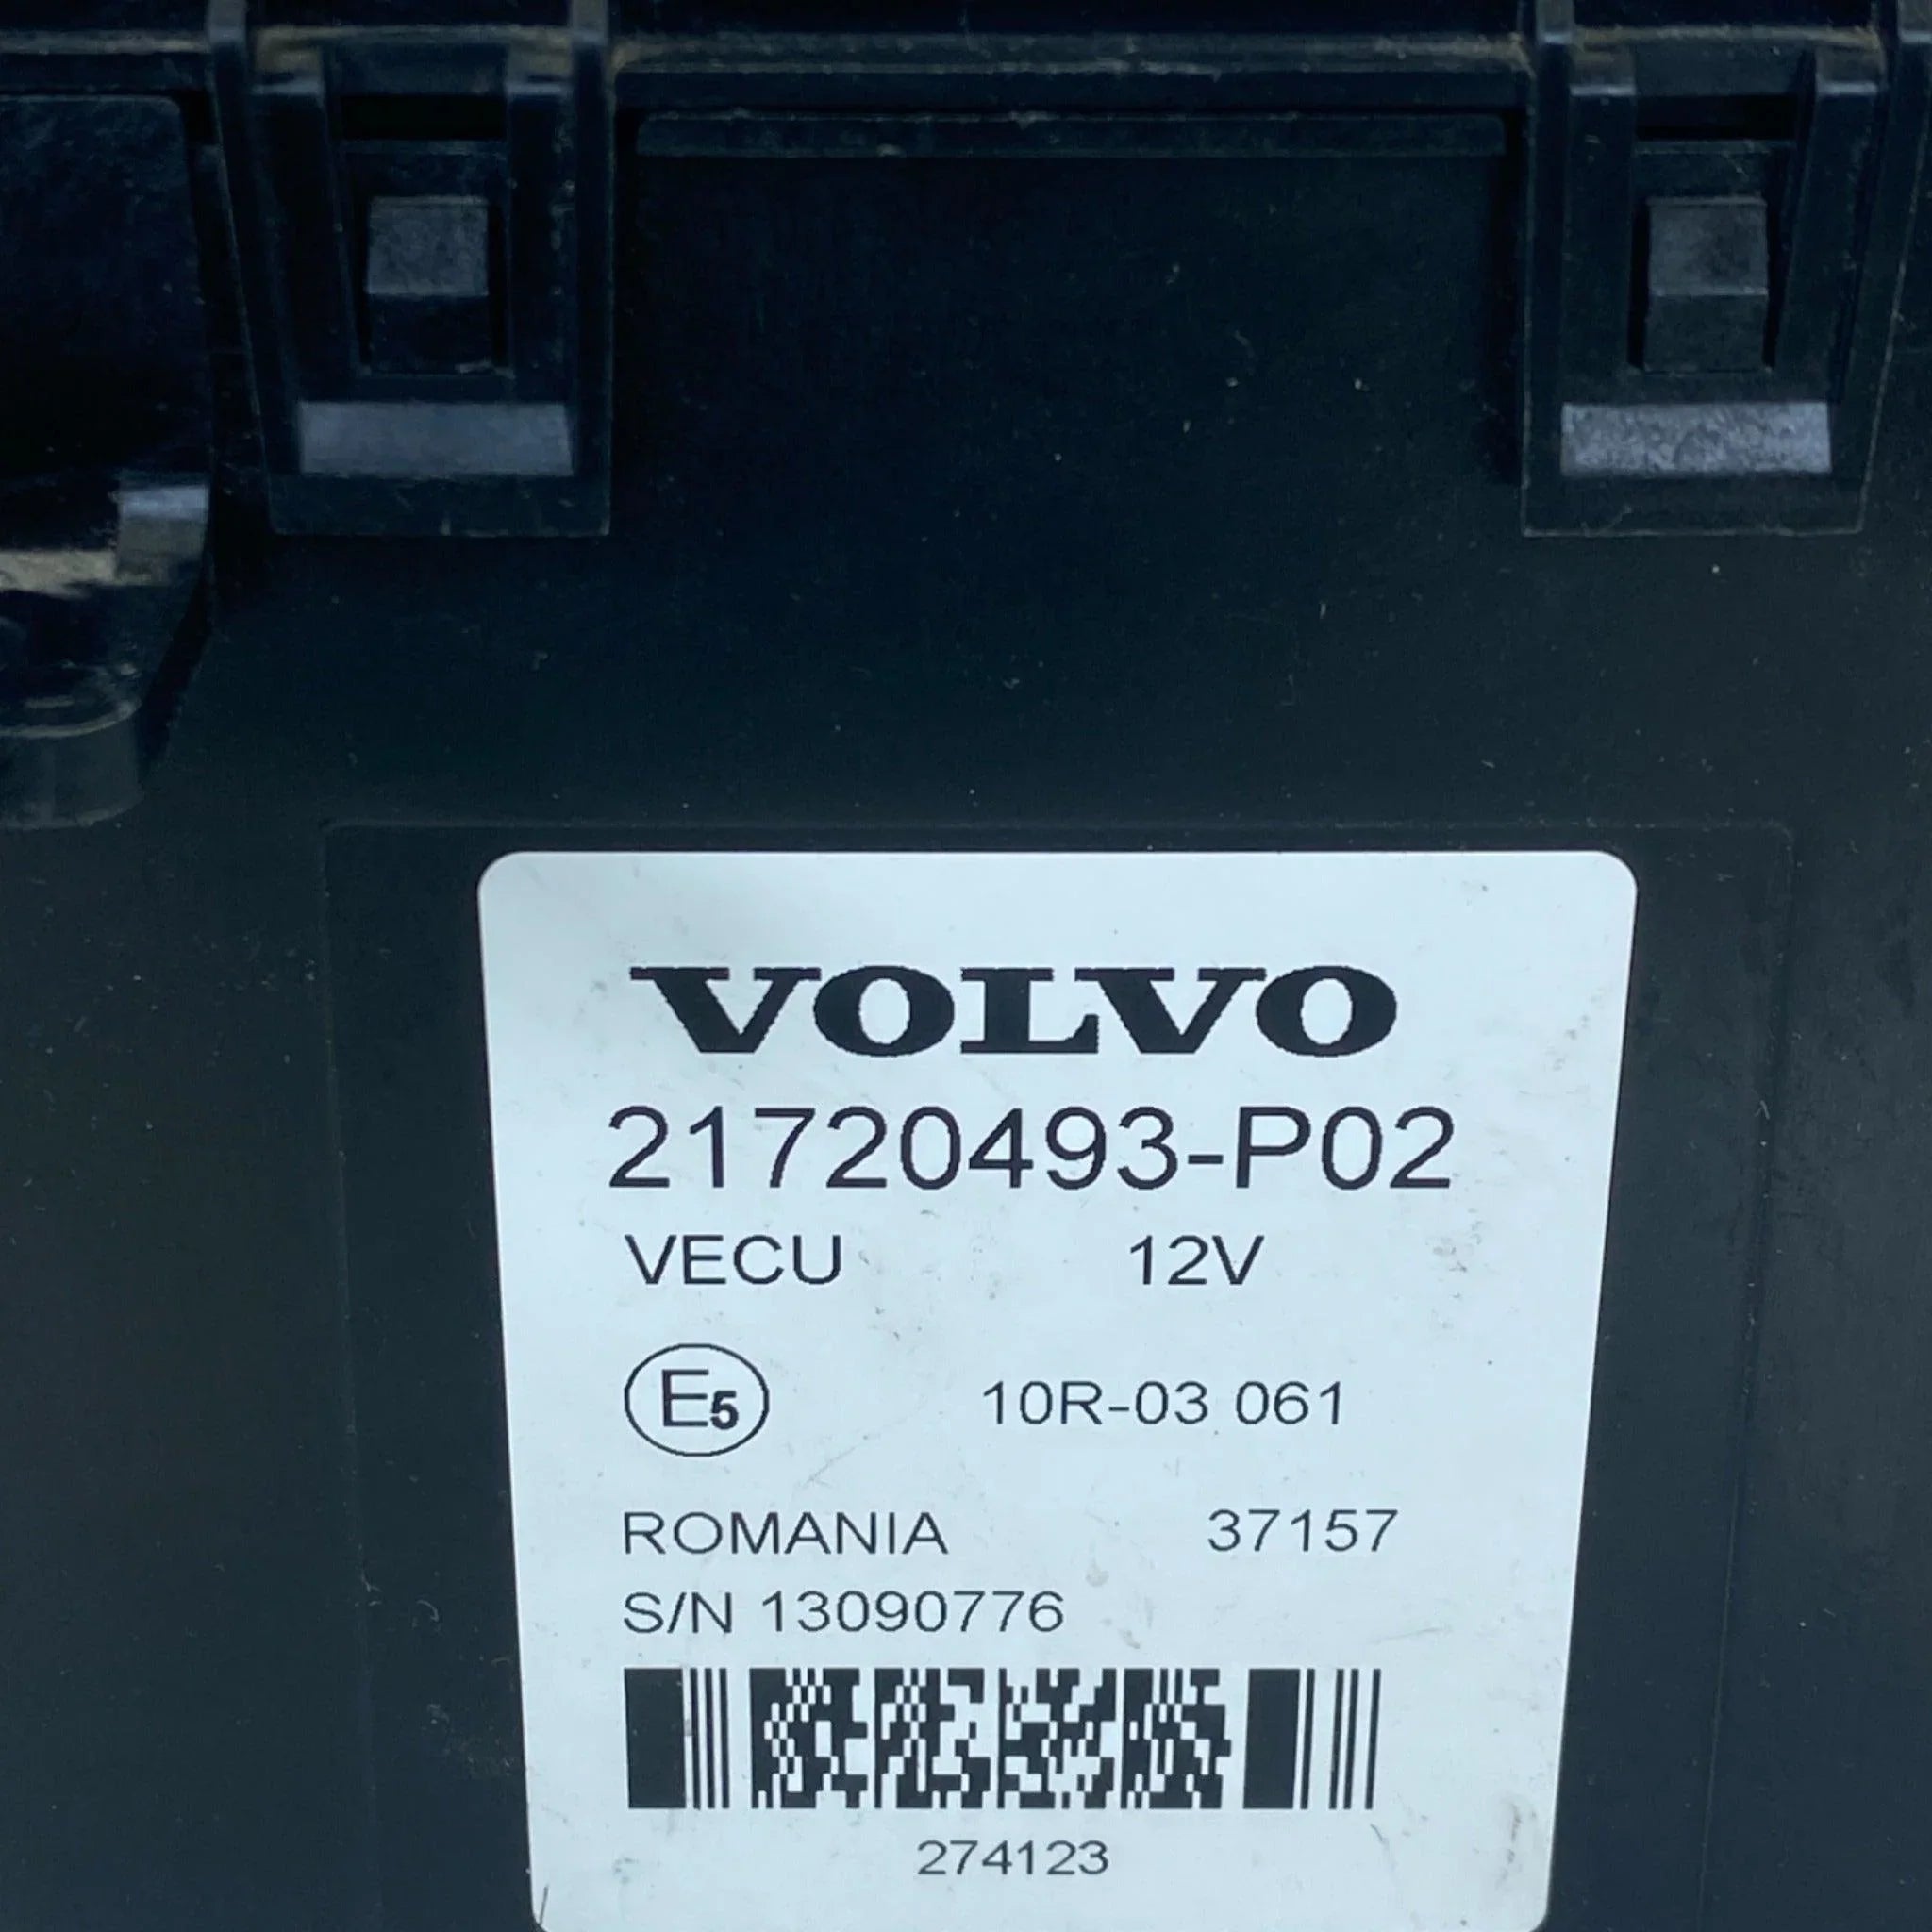 VOLVO
21720493-P02
VECU 12V
E5 10R-03 061
ROMANIA 37157
S/N 13090776
274123